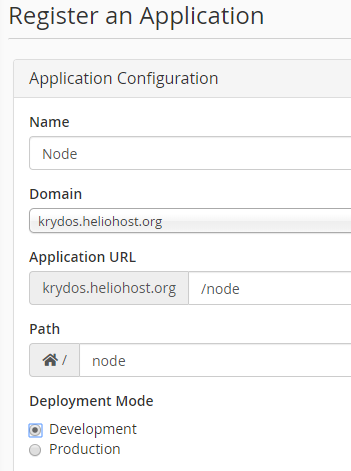 Register an Application
Application Configuration
Name
Node
Domain
krydos.heliohost.org
Application URL
krydos.heliohost.org /node
Path
/ node
Deployment Mode
Development
Production